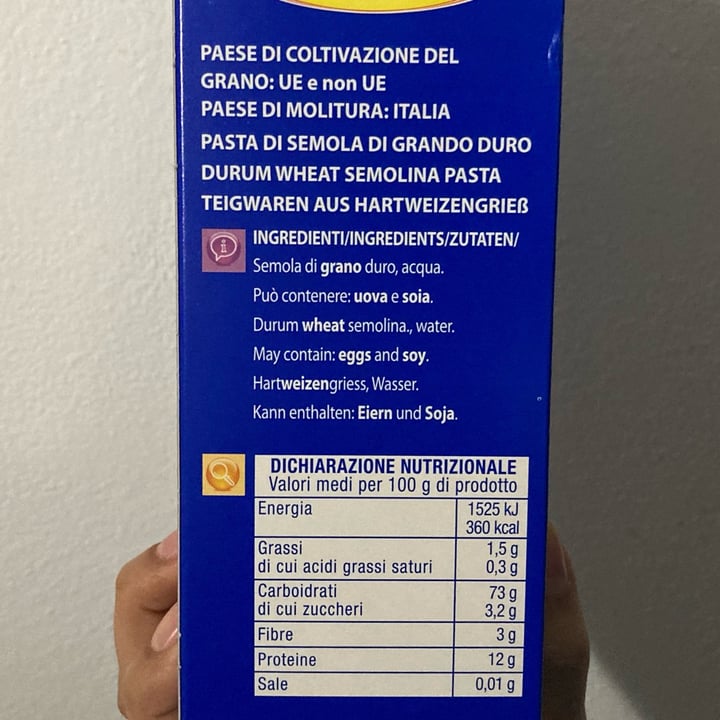 PAESE DI COLTIVAZIONE DEL
GRANO: UE e non UE
PAESE DI MOLITURA: ITALIA
PASTA DI SEMOLA DI GRANDO DURO
DURUM WHEAT SEMOLINA PASTA
TEIGWAREN AUS HARTWEIZENGRIEß
INGREDIENTI/INGREDIENTS/ZUTATEN/
Semola di grano duro, acqua.
Può contenere: uova e soia.
Durum wheat semolina., water.
May contain: eggs and soy.
Hartweizengriess, Wasser.
Kann enthalten: Eiern und Soja.
DICHIARAZIONE NUTRIZIONALE
Valori medi per 100 g di prodotto
Energia 1525 kJ
360 kcal
Grassi 1,5 g
di cui acidi grassi saturi 0,3 g
Carboidrati 73 g
di cui zuccheri 3,2 g
Fibre 3 g
Proteine 12 g
Sale 0,01 g